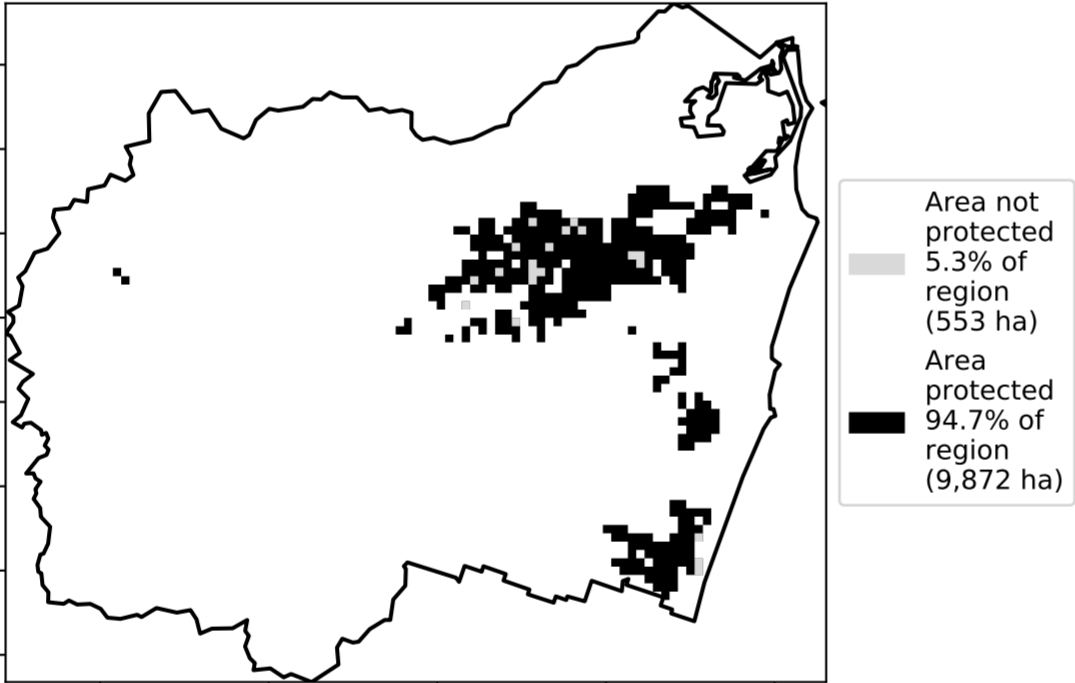 Area not
protected
5.3% of
region
(553 ha)
Area
protected
94.7% of
region
(9,872 ha)